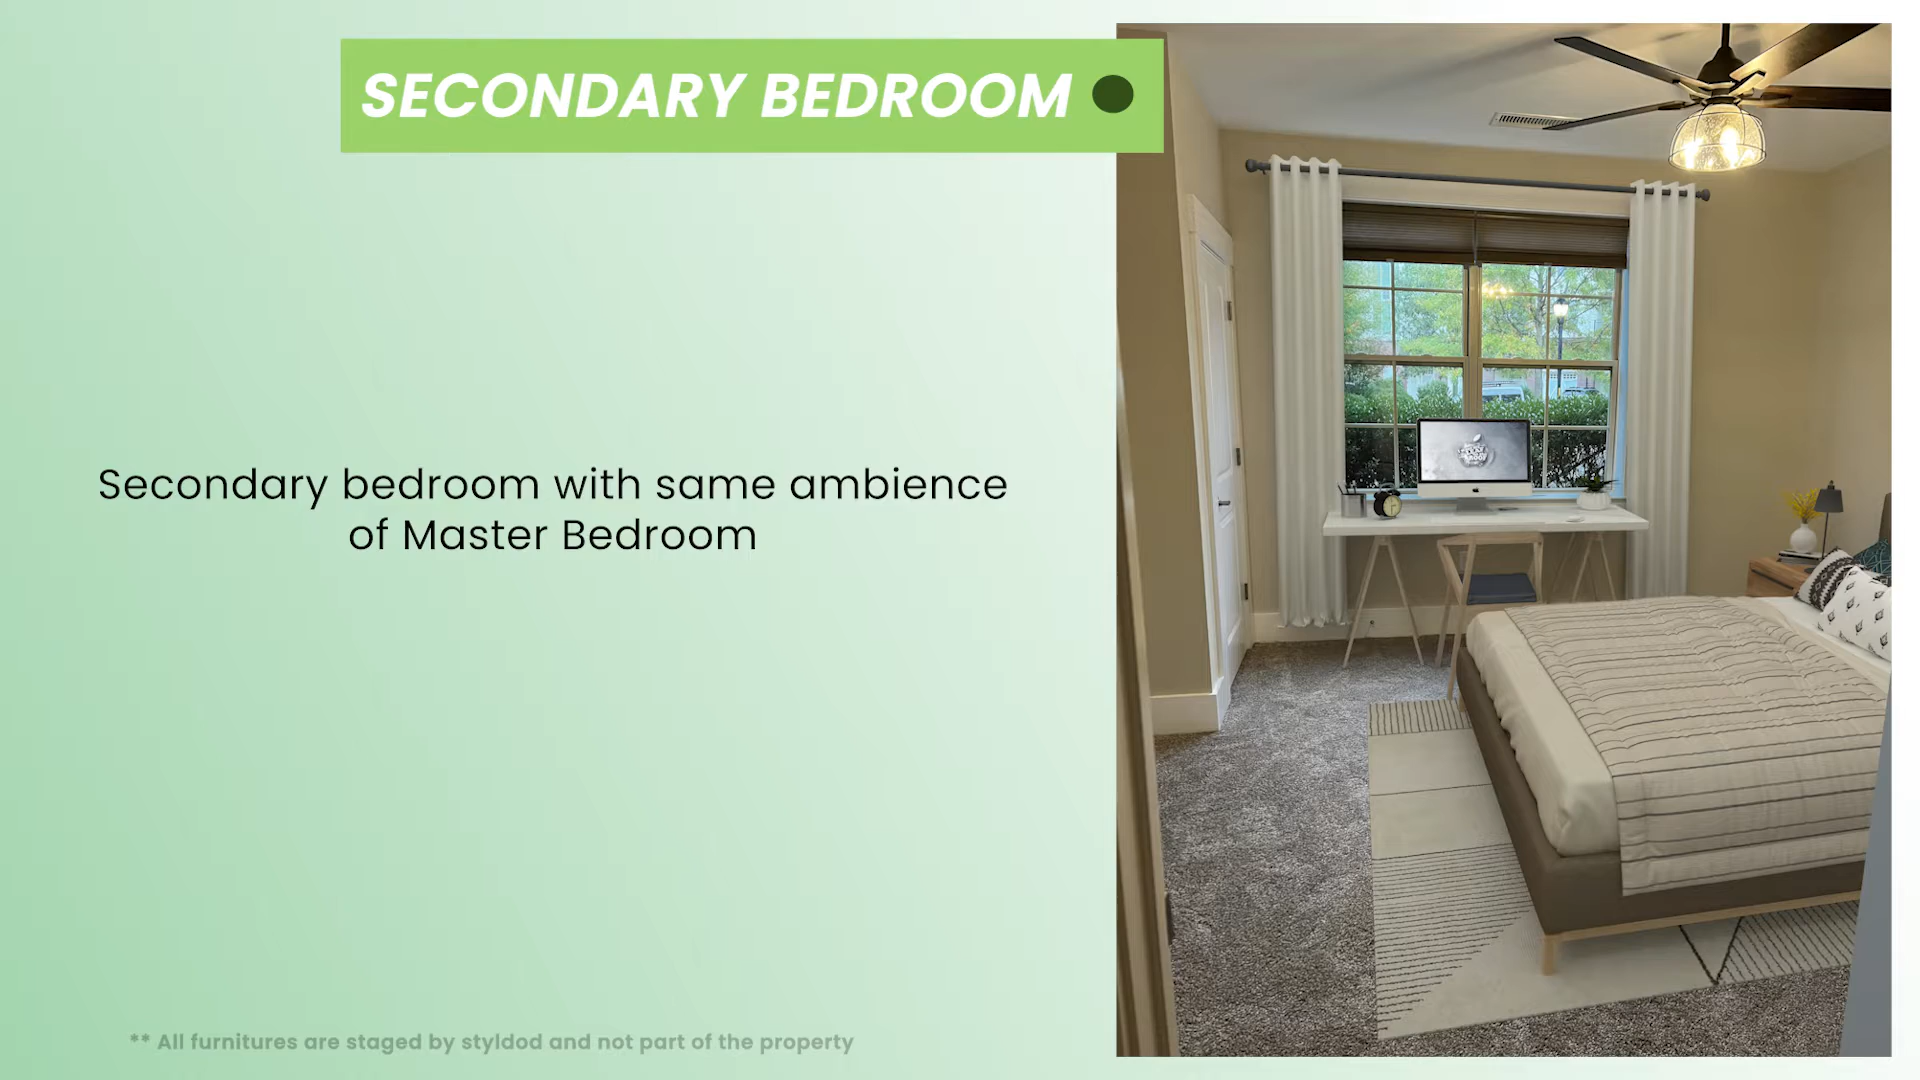 SECONDARY BEDROOM
Secondary bedroom with same ambience
of Master Bedroom
** All furnitures are staged by styldod and not part of the property